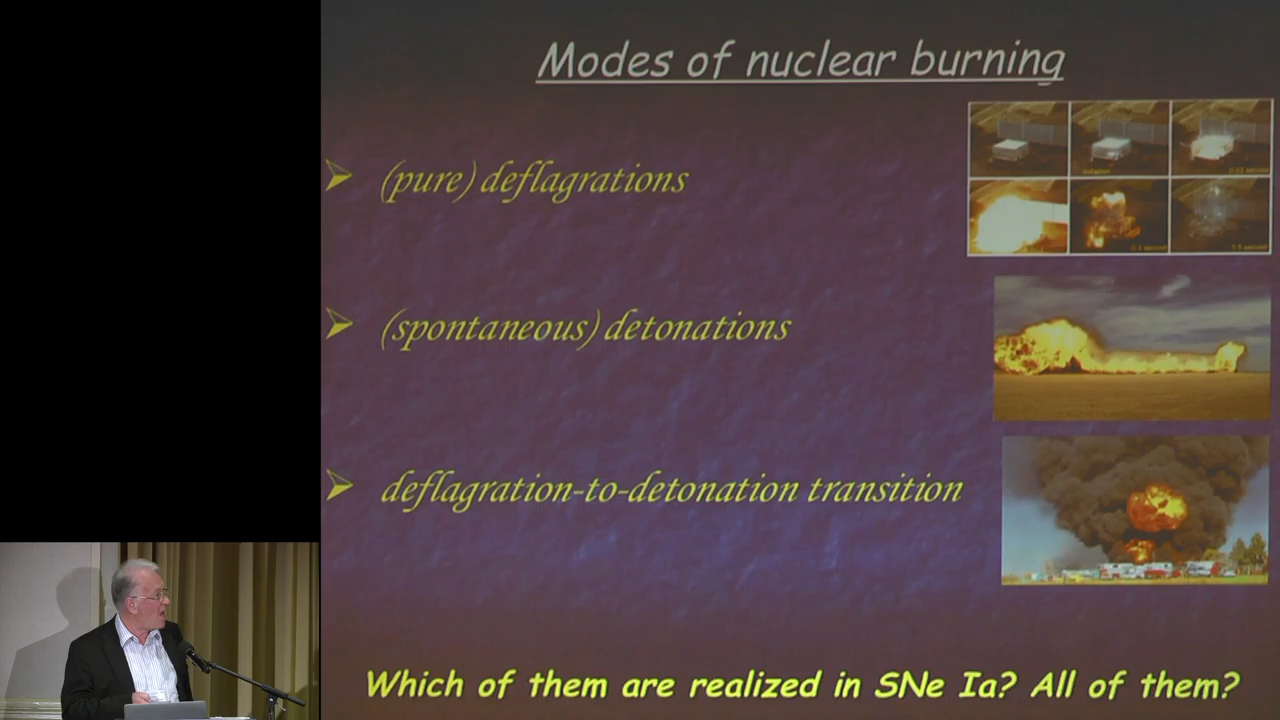 Modes of nuclear burning
(pure) deflagrations
(spontaneous) detonations
deflagration-to-detonation transition
Which of them are realized in SNe Ia? All of them?